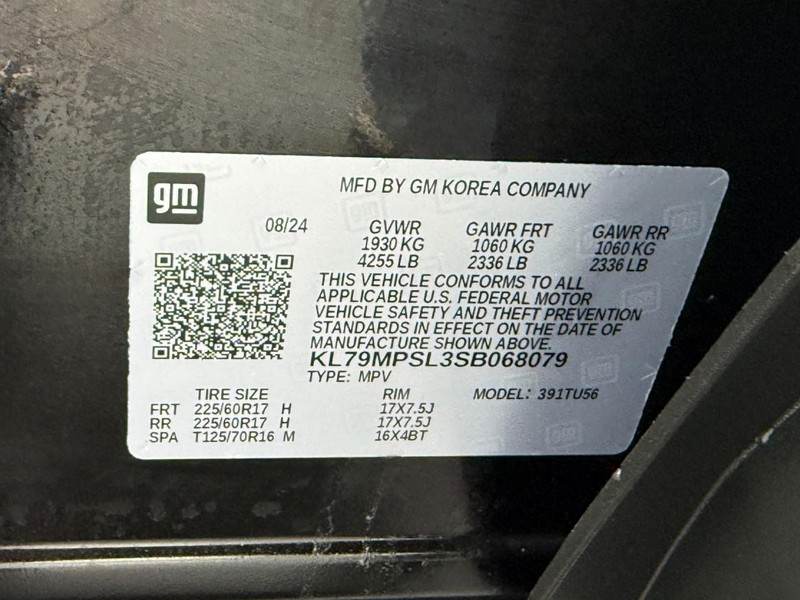 gm
MFD BY GM KOREA COMPANY
08/24 GVWR GAWR FRT GAWR RR
1930 KG 1060 KG 1060 KG
4255 LB 2336 LB 2336 LB
THIS VEHICLE CONFORMS TO ALL
APPLICABLE U.S. FEDERAL MOTOR
VEHICLE SAFETY AND THEFT PREVENTION
STANDARDS IN EFFECT ON THE DATE OF
MANUFACTURE SHOWN ABOVE.
KL79MPSL3SB068079
TYPE: MPV
TIRE SIZE RIM MODEL: 391TU56
FRT 225/60R17 H 17X7.5J
RR 225/60R17 H 17X7.5J
SPA T125/70R16 M 16X4BT